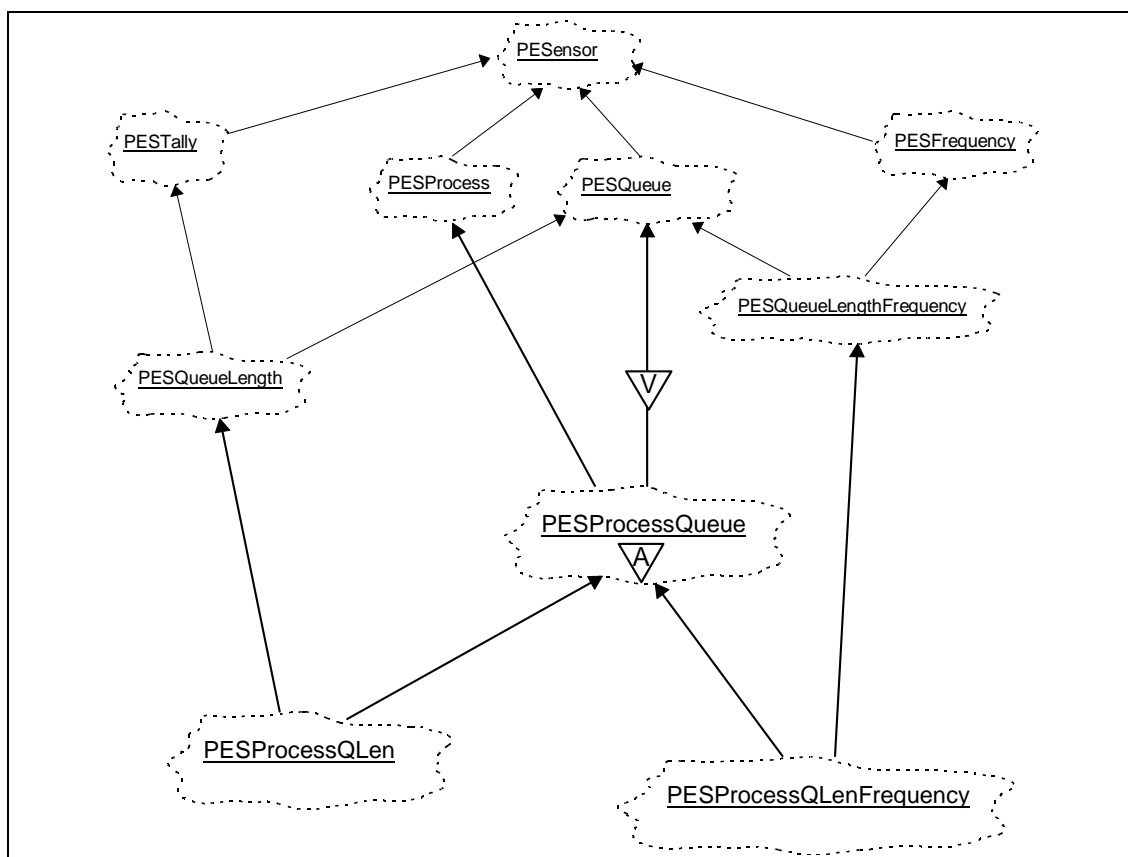 PESensor
PESTally
PESFrequency
PESProcess
PESQueue
PESQueueLengthFrequency
PESQueueLength
V
PESProcessQueue
A
PESProcessQLen
PESProcessQLenFrequency